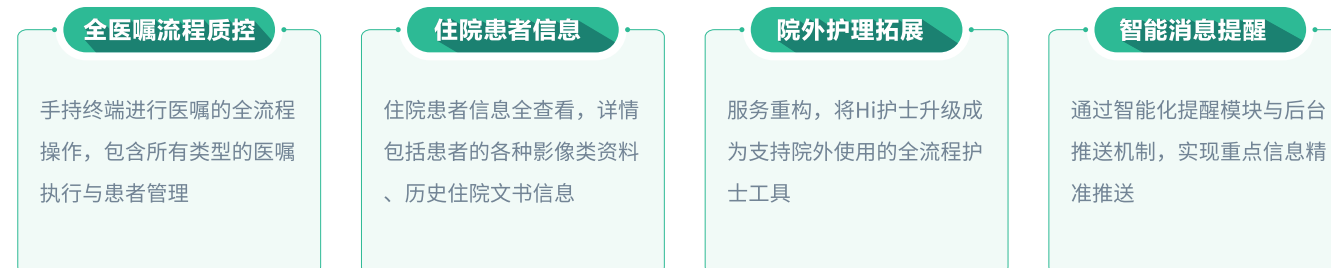 全医嘱流程质控
手持终端进行医嘱的全流程
操作，包含所有类型的医嘱
执行与患者管理
住院患者信息
住院患者信息全查看，详情
包括患者的各种影像类资料
、历史住院文书信息
院外护理拓展
服务重构，将Hi护士升级成
为支持院外使用的全流程护
士工具
智能消息提醒
通过智能化提醒模块与后台
推送机制，实现重点信息精
准推送